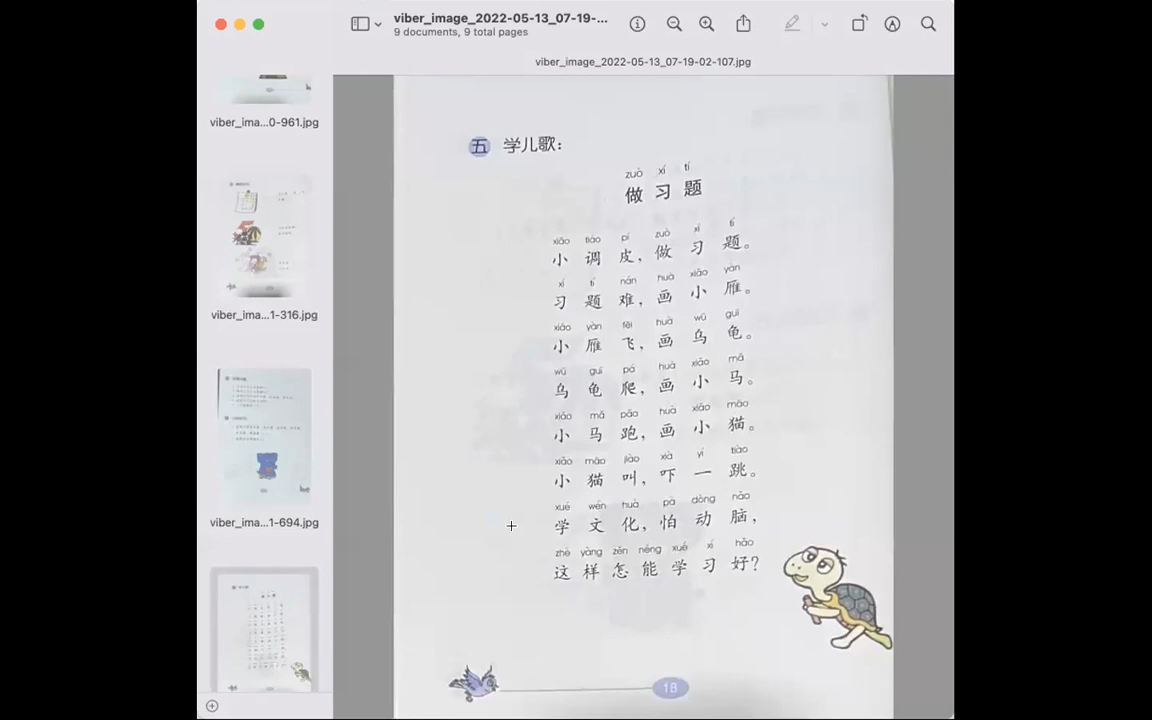 viber_image_2022-05-13_07-19-...
9 documents, 9 total pages
viber_image_2022-05-13_07-19-02-107.jpg
viber_ima...0-961.jpg
viber_ima...1-316.jpg
viber_ima...1-694.jpg
五 学儿歌：
zuò xí tí
做 习 题
xiǎo tiáo pí zuò xí tí
小 调 皮，做 习 题。
xí tí nán huà xiǎo yàn
习 题 难，画 小 雁。
xiǎo yàn fēi huà wū guī
小 雁 飞，画 乌 龟。
wū guī pá huà xiǎo mǎ
乌 龟 爬，画 小 马。
xiǎo mǎ pǎo huà xiǎo māo
小 马 跑，画 小 猫。
xiǎo māo jiào xià yí tiào
小 猫 叫，吓 一 跳。
xué wén huà pà dòng nǎo
学 文 化，怕 动 脑，
zhè yàng zěn néng xué xí hǎo
这 样 怎 能 学 习 好？
18